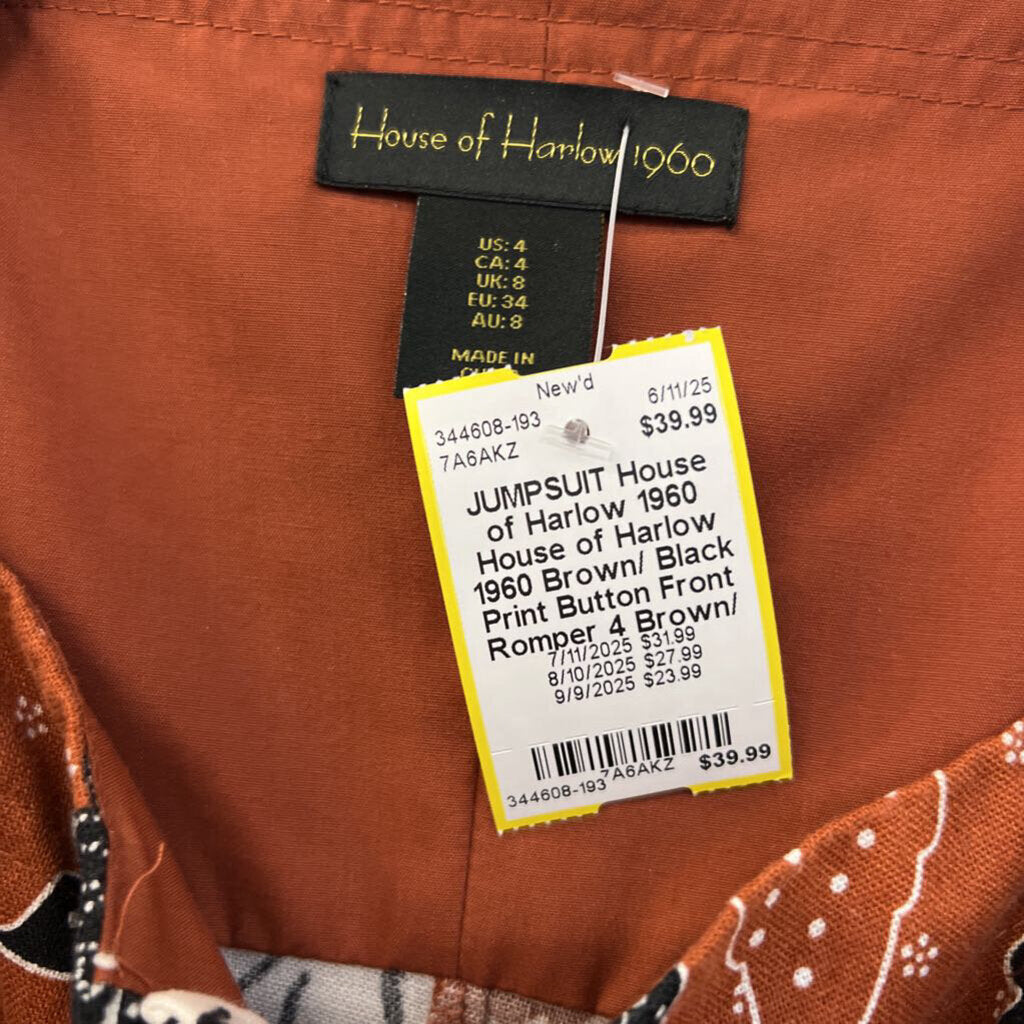 House of Harlow 1960
US: 4
CA: 4
UK: 8
EU: 34
AU: 8
MADE IN
New'd
6/11/25
344608-193
$39.99
7A6AKZ
JUMPSUIT House
of Harlow 1960
House of Harlow
1960 Brown/ Black
Print Button Front
Romper 4 Brown/
7/11/2025 $31.99
8/10/2025 $27.99
9/9/2025 $23.99
344608-193 7A6AKZ $39.99